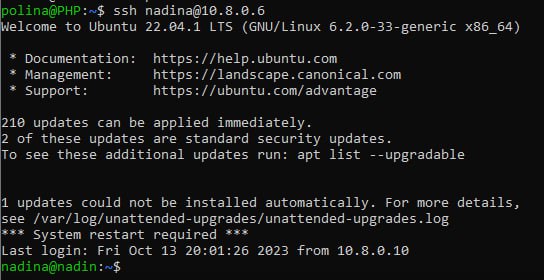 polina@PHP:~$ ssh nadina@10.8.0.6
Welcome to Ubuntu 22.04.1 LTS (GNU/Linux 6.2.0-33-generic x86_64)

 * Documentation:  https://help.ubuntu.com
 * Management:     https://landscape.canonical.com
 * Support:        https://ubuntu.com/advantage

210 updates can be applied immediately.
2 of these updates are standard security updates.
To see these additional updates run: apt list --upgradable


1 updates could not be installed automatically. For more details,
see /var/log/unattended-upgrades/unattended-upgrades.log
*** System restart required ***
Last login: Fri Oct 13 20:01:26 2023 from 10.8.0.10
nadina@nadin:~$